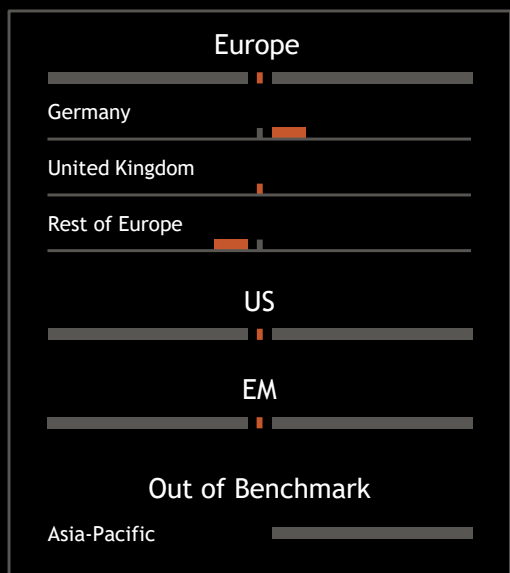 Europe
Germany
United Kingdom
Rest of Europe
US
EM
Out of Benchmark
Asia-Pacific